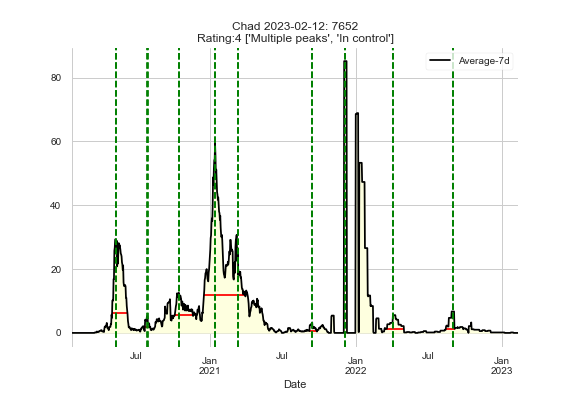 Chad 2023-02-12: 7652
Rating:4 ['Multiple peaks', 'In control']
Average-7d
80
60
40
20
0
Jul
Jan
2021
Jul
Jan
2022
Jul
Jan
2023
Date